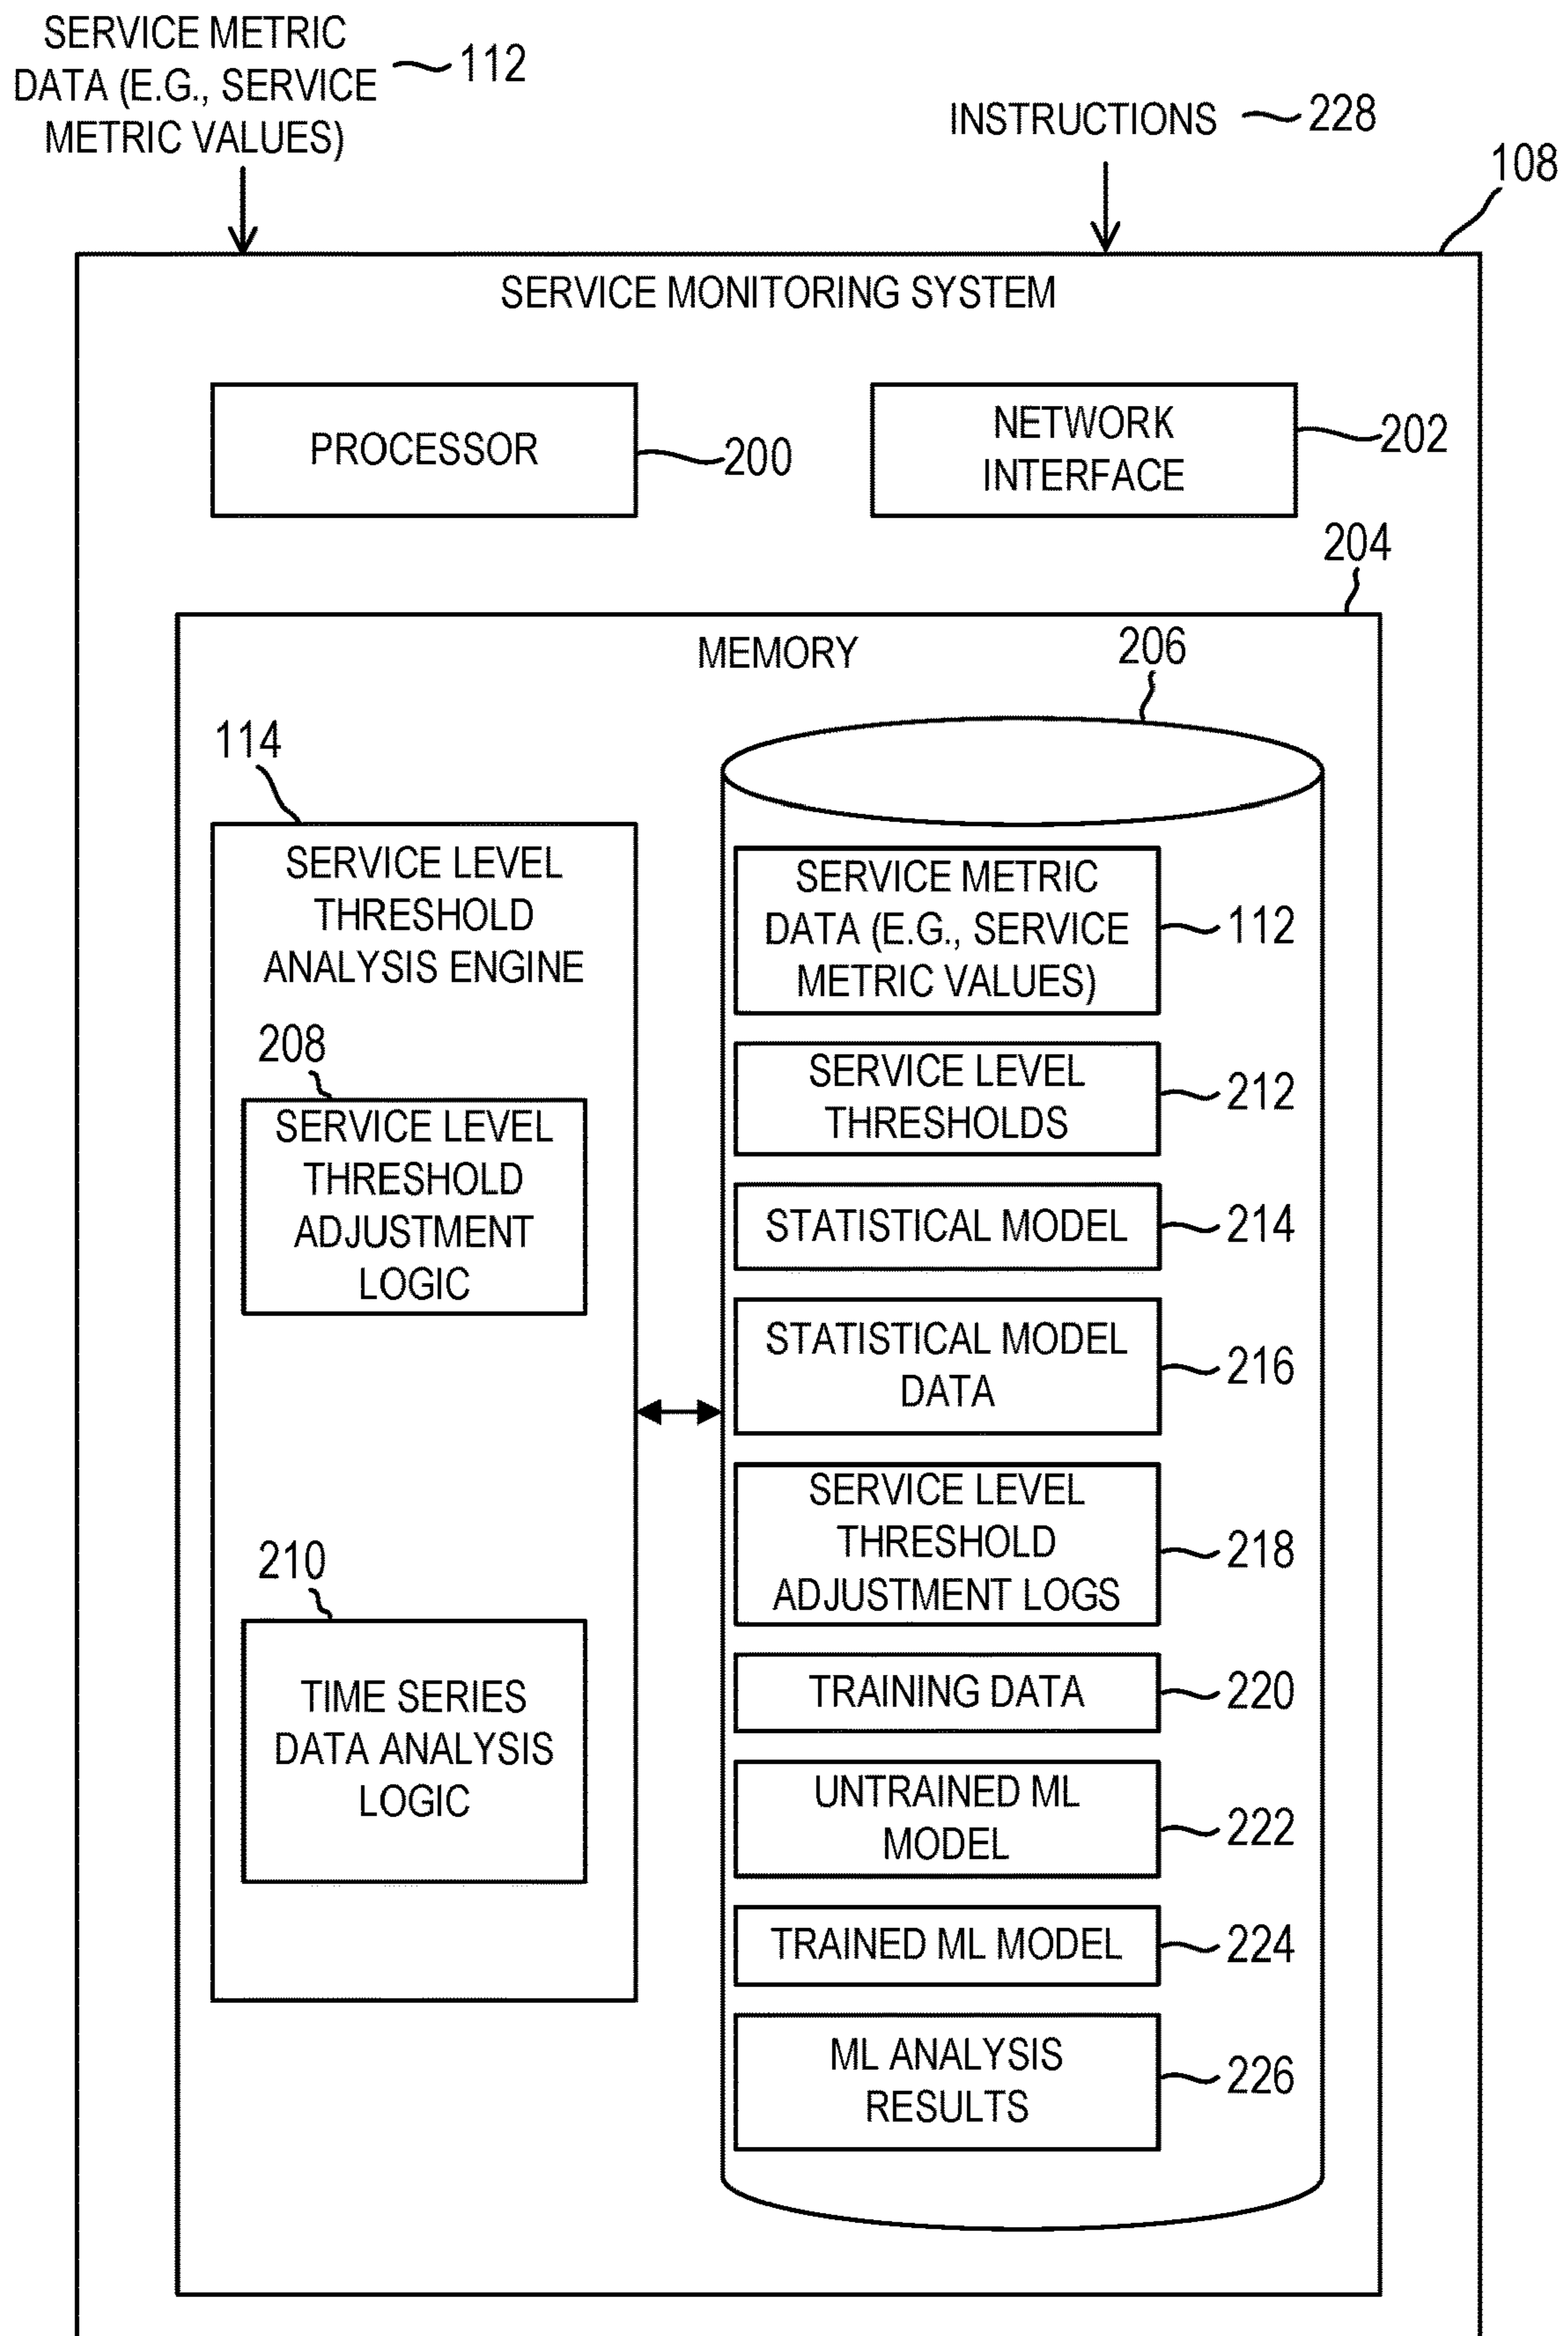 SERVICE METRIC
DATA (E.G., SERVICE
METRIC VALUES)
112
INSTRUCTIONS
228
108
SERVICE MONITORING SYSTEM
PROCESSOR
200
NETWORK
INTERFACE
202
204
MEMORY
206
114
SERVICE LEVEL
THRESHOLD
ANALYSIS ENGINE
208
SERVICE LEVEL
THRESHOLD
ADJUSTMENT
LOGIC
210
TIME SERIES
DATA ANALYSIS
LOGIC
SERVICE METRIC
DATA (E.G., SERVICE
METRIC VALUES)
112
SERVICE LEVEL
THRESHOLDS
212
STATISTICAL MODEL
214
STATISTICAL MODEL
DATA
216
SERVICE LEVEL
THRESHOLD
ADJUSTMENT LOGS
218
TRAINING DATA
220
UNTRAINED ML
MODEL
222
TRAINED ML MODEL
224
ML ANALYSIS
RESULTS
226